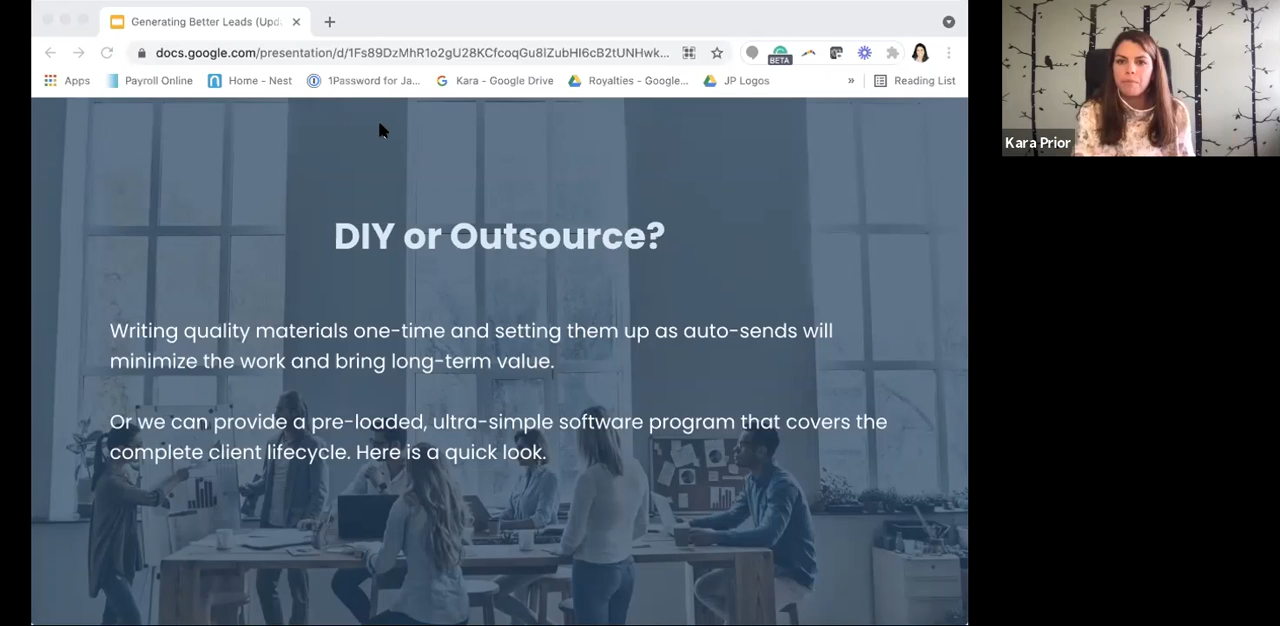 Generating Better Leads (Upd
docs.google.com/presentation/d/1Fs89DzMhR1o2gU28KCfcoqGu8lZubHl6cB2tUNHwk...
BETA
Apps
Payroll Online
Home - Nest
1Password for Ja...
Kara - Google Drive
Royalties - Google...
JP Logos
»
Reading List
Kara Prior
DIY or Outsource?
Writing quality materials one-time and setting them up as auto-sends will
minimize the work and bring long-term value.
Or we can provide a pre-loaded, ultra-simple software program that covers the
complete client lifecycle. Here is a quick look.